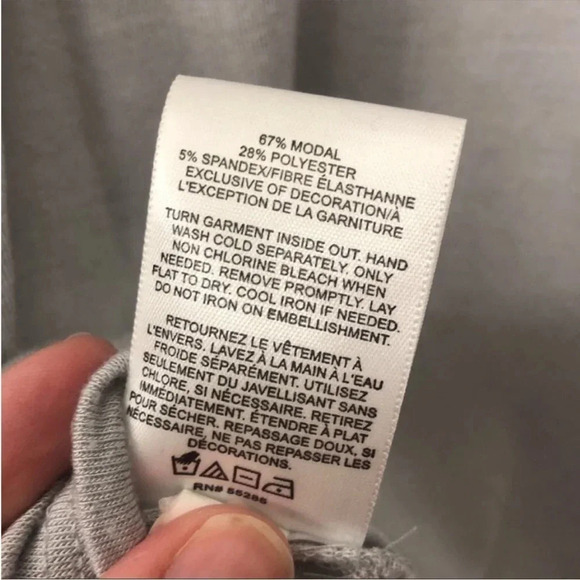 67% MODAL
28% POLYESTER
5% SPANDEX/FIBRE ÉLASTHANNE
EXCLUSIVE OF DECORATION/À
L'EXCEPTION DE LA GARNITURE
TURN GARMENT INSIDE OUT. HAND
WASH COLD SEPARATELY. ONLY
NON CHLORINE BLEACH WHEN
NEEDED. REMOVE PROMPTLY. LAY
FLAT TO DRY. COOL IRON IF NEEDED.
DO NOT IRON ON EMBELLISHMENT.
RETOURNEZ LE VÊTEMENT À
L'ENVERS. LAVEZ À LA MAIN À L'EAU
FROIDE SÉPARÉMENT. UTILISEZ
SEULEMENT DU JAVELLISANT SANS
CHLORE, SI NÉCESSAIRE. RETIREZ
IMMÉDIATEMENT. ÉTENDRE À PLAT
POUR SÉCHER. REPASSAGE DOUX, SI
NÉCESSAIRE, NE PAS REPASSER LES
DÉCORATIONS.
RN# 55285